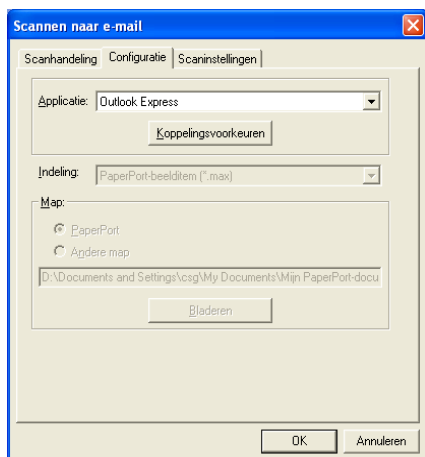 Scannen naar e-mail
Scanhandeling Configuratie Scaninstellingen
Applicatie: Outlook Express
Koppelingsvoorkeuren
Indeling: PaperPort-beelditem (*.max)
Map:
PaperPort
Andere map
D:\Documents and Settings\csg\My Documents\Mijn PaperPort-docu
Bladeren
OK Annuleren